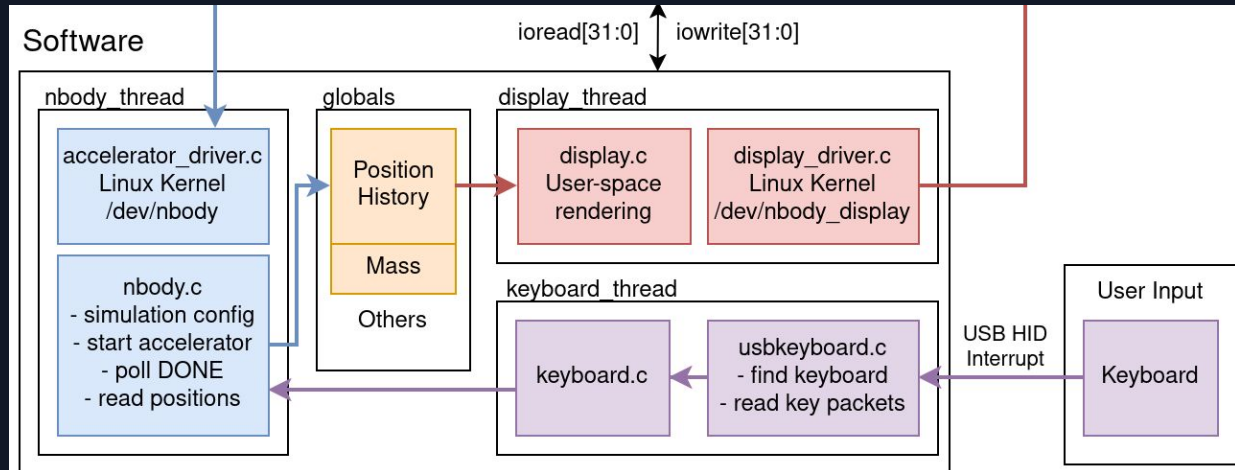 Software
ioread[31:0]
iowrite[31:0]
nbody_thread
accelerator_driver.c
Linux Kernel
/dev/nbody
nbody.c
- simulation config
- start accelerator
- poll DONE
- read positions
globals
Position
History
Mass
Others
display_thread
display.c
User-space
rendering
display_driver.c
Linux Kernel
/dev/nbody_display
keyboard_thread
keyboard.c
usbkeyboard.c
- find keyboard
- read key packets
USB HID
Interrupt
User Input
Keyboard